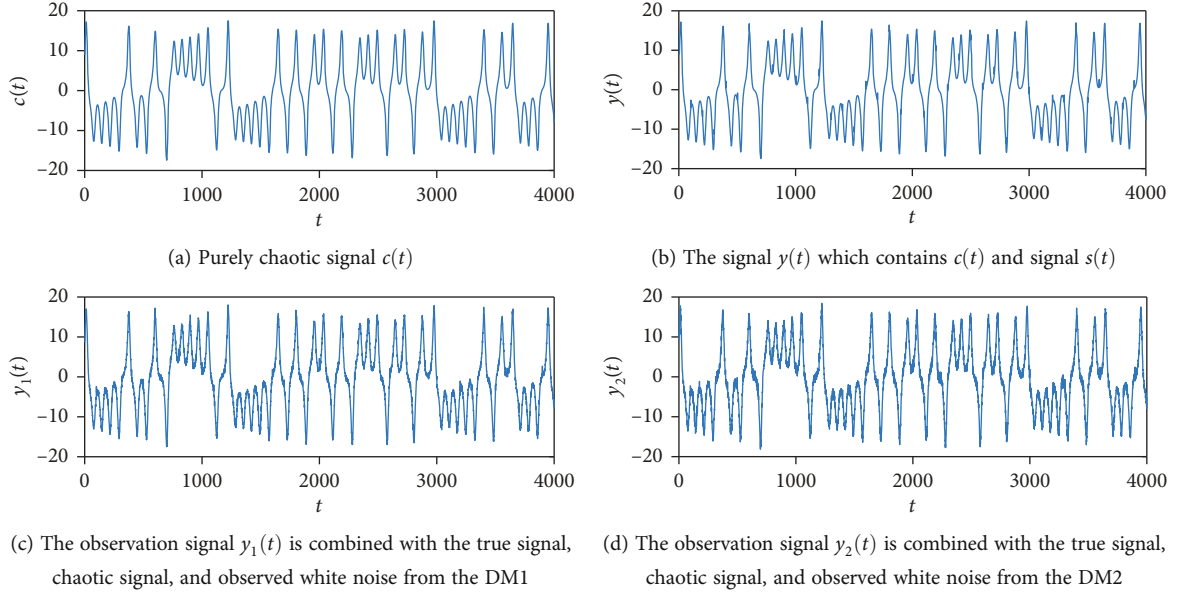 20
10
0
−10
−20
c(t)
0 1000 2000 3000 4000
t
(a) Purely chaotic signal c(t)
20
10
0
−10
−20
y(t)
0 1000 2000 3000 4000
t
(b) The signal y(t) which contains c(t) and signal s(t)
20
10
0
−10
−20
y₁(t)
0 1000 2000 3000 4000
t
(c) The observation signal y₁(t) is combined with the true signal,
chaotic signal, and observed white noise from the DM1
20
10
0
−10
−20
y₂(t)
0 1000 2000 3000 4000
t
(d) The observation signal y₂(t) is combined with the true signal,
chaotic signal, and observed white noise from the DM2